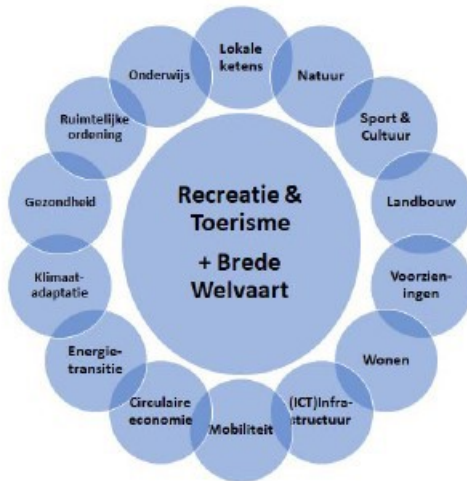 Recreatie &
Toerisme
+ Brede
Welvaart
Lokale
ketens
Natuur
Sport &
Cultuur
Landbouw
Voorzien-
ingen
Wonen
(ICT)Infra-
structuur
Mobiliteit
Circulaire
economie
Energie-
transitie
Klimaat-
adaptatie
Gezondheid
Ruimtelijke
ordening
Onderwijs